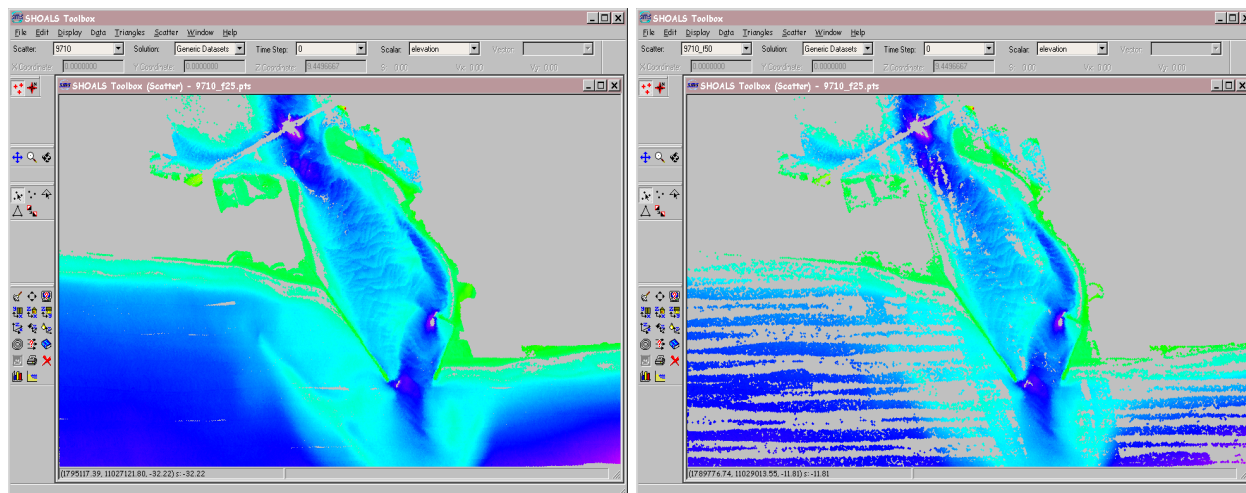 SHOALS Toolbox
File Edit Display Data Triangles Scatter Window Help
Scatter: 9710 Solution: Generic Datasets Time Step: 0 Scalar: elevation Vector:
X Coordinate: 0.0000000 Y Coordinate: 0.0000000 Z Coordinate: 9.4496667 S: 0.00 Vx: 0.00 Vy: 0.00
SHOALS Toolbox (Scatter) - 9710_f25.pts
(1795117.39, 11027121.80, -32.22) s: -32.22
SHOALS Toolbox
File Edit Display Data Triangles Scatter Window Help
Scatter: 9710_f50 Solution: Generic Datasets Time Step: 0 Scalar: elevation Vector:
X Coordinate: 0.0000000 Y Coordinate: 0.0000000 Z Coordinate: 9.4496667 S: 0.00 Vx: 0.00 Vy: 0.00
SHOALS Toolbox (Scatter) - 9710_f25.pts
(1789776.74, 11029013.55, -11.81) s: -11.81